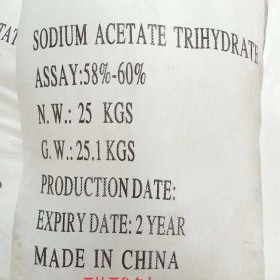 SODIUM ACETATE TRIHYDRATE
ASSAY:58%-60%
N.W.: 25 KGS
G.W.: 25.1 KGS
PRODUCTION DATE:
EXPIRY DATE: 2 YEAR
MADE IN CHINA